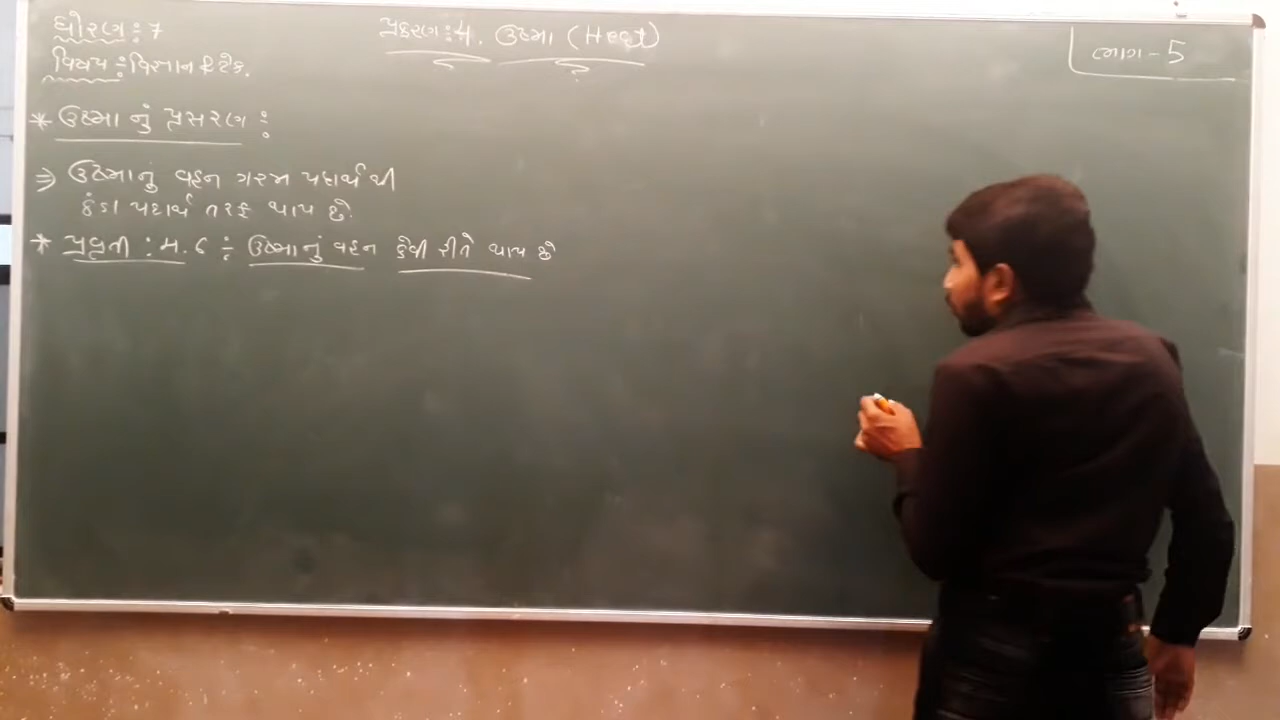 ધોરણ : 7
પ્રકરણ : 4. ઉષ્મા (Heat)
ભાગ - 5
વિષય : વિજ્ઞાન & ટેક.
* ઉષ્માનું પ્રસરણ :
⇒ ઉષ્માનું વહન ગરમ પદાર્થથી
ઠંડા પદાર્થ તરફ થાય છે.
* પ્રવૃતી : 4. 6 : ઉષ્માનું વહન કેવી રીતે થાય છે